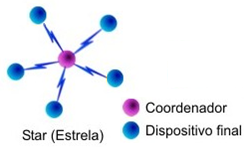 Coordenador
Star (Estrela)
Dispositivo final